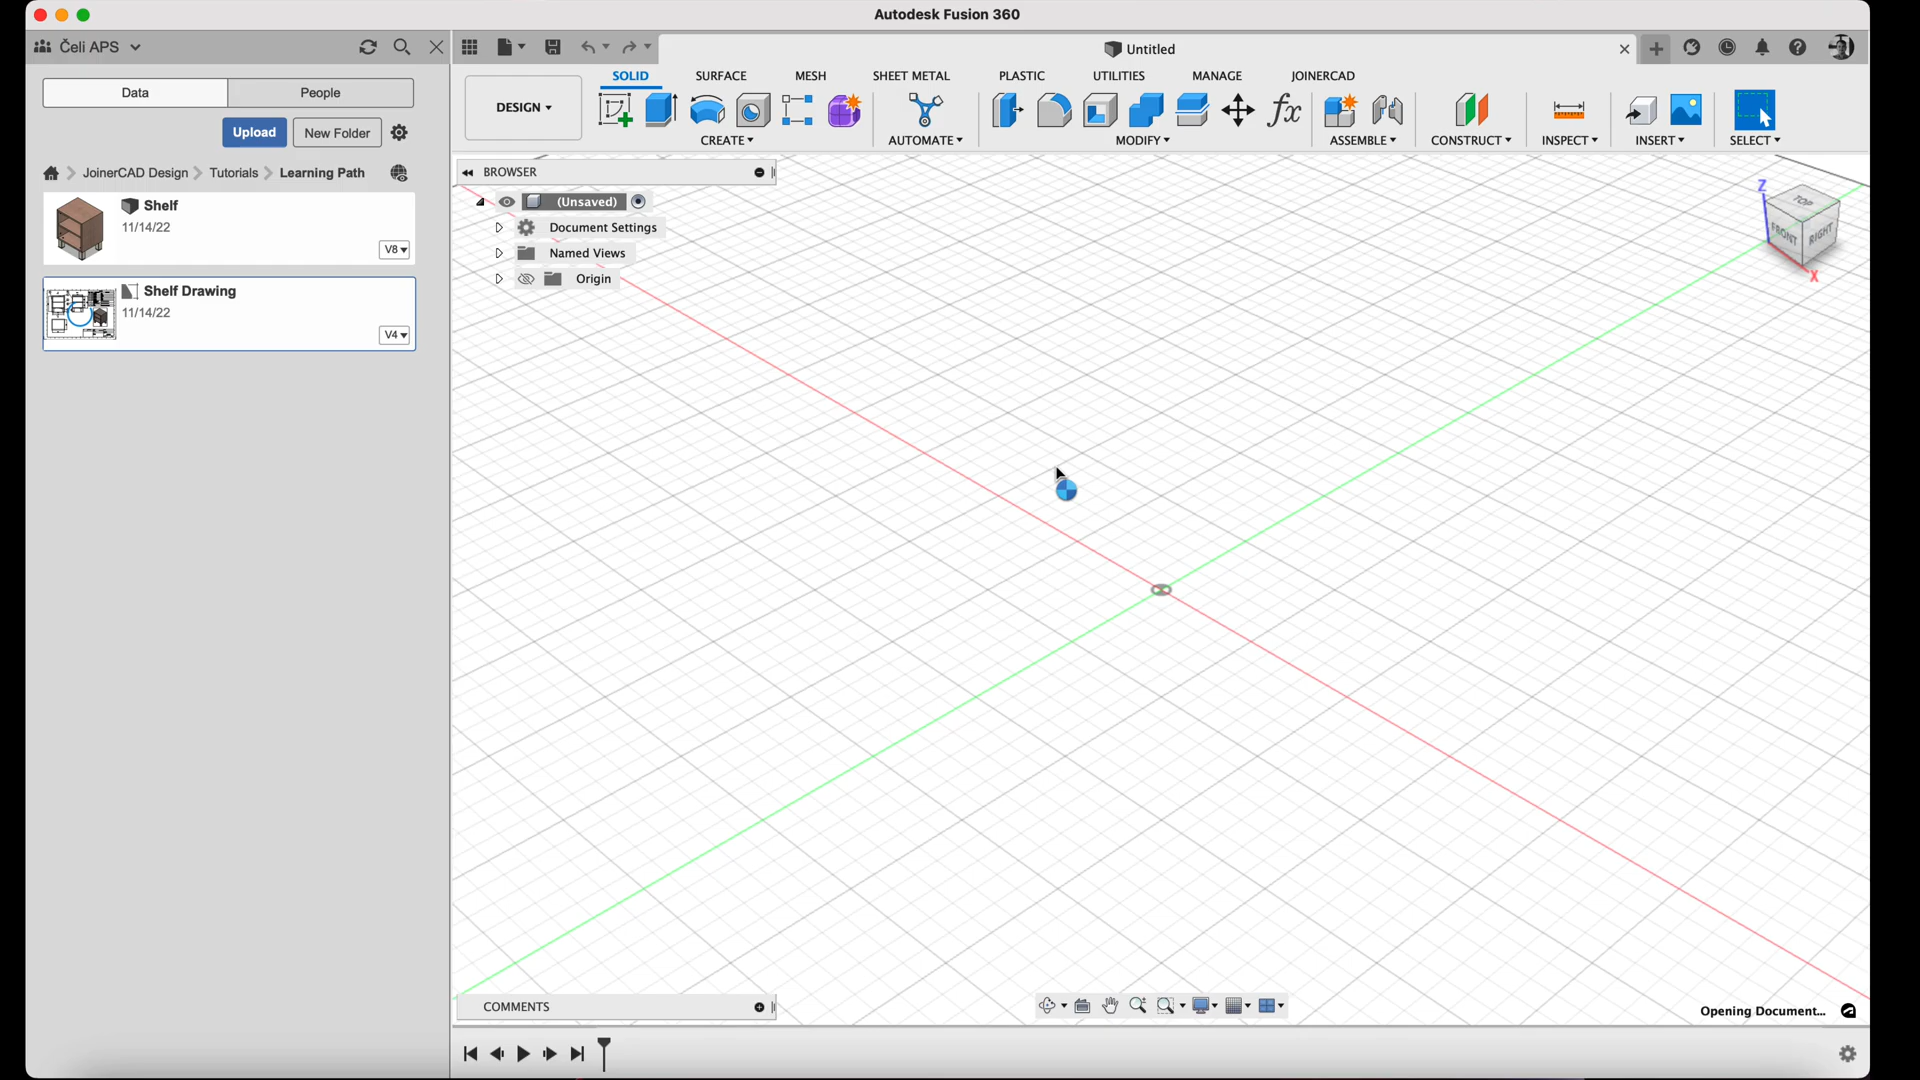 Autodesk Fusion 360
Čeli APS
Untitled
Data
People
Upload
New Folder
JoinerCAD Design
Tutorials
Learning Path
Shelf
11/14/22
V8
Shelf Drawing
11/14/22
V4
DESIGN
SOLID
SURFACE
MESH
SHEET METAL
PLASTIC
UTILITIES
MANAGE
JOINERCAD
fx
CREATE
AUTOMATE
MODIFY
ASSEMBLE
CONSTRUCT
INSPECT
INSERT
SELECT
BROWSER
(Unsaved)
Document Settings
Named Views
Origin
Z
TOP
FRONT
RIGHT
X
COMMENTS
Opening Document...